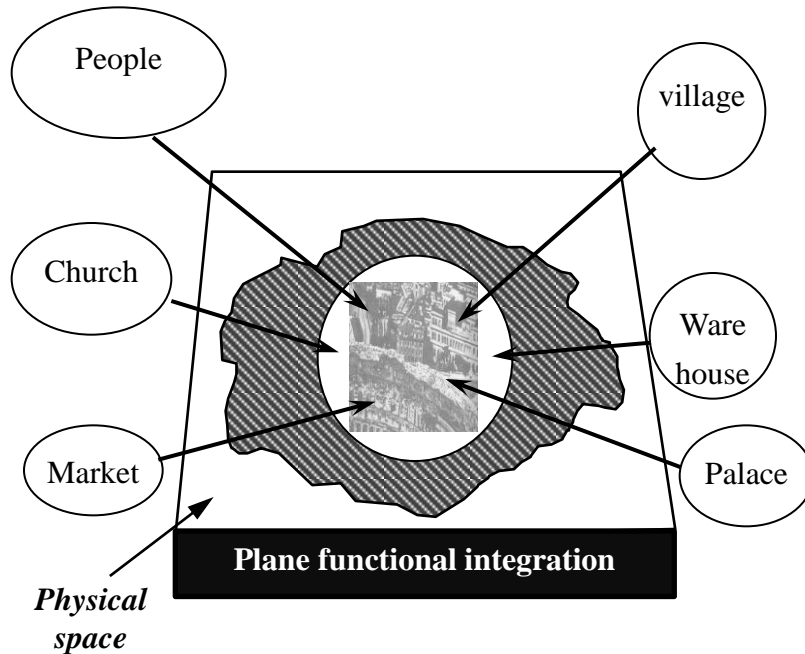 People
village
Church
Ware
house
Market
Palace
Plane functional integration
Physical
space